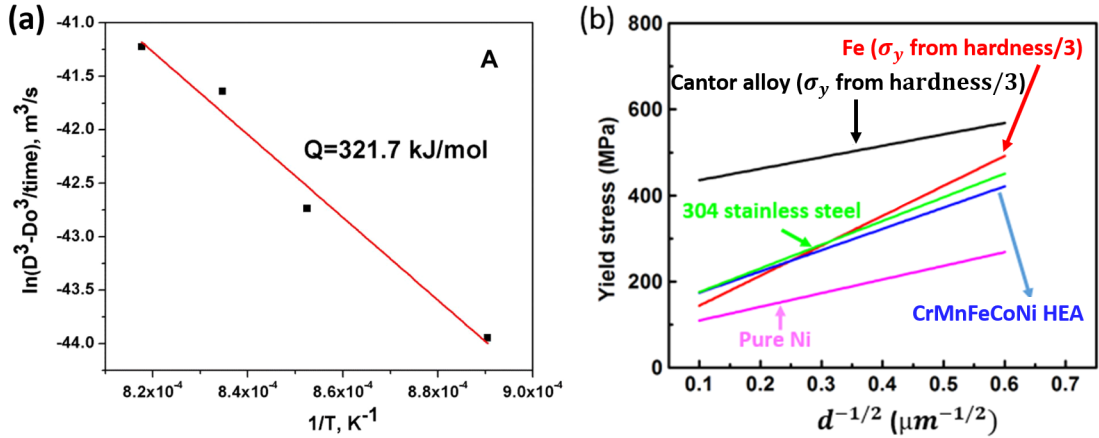 (a)
-41.0
-41.5
-42.0
-42.5
-43.0
-43.5
-44.0
ln(D³-Do³/time), m³/s
A
Q=321.7 kJ/mol
8.2x10⁻⁴
8.4x10⁻⁴
8.6x10⁻⁴
8.8x10⁻⁴
9.0x10⁻⁴
1/T, K⁻¹
(b)
800
600
400
200
0
Yield stress (MPa)
Fe (σy from hardness/3)
Cantor alloy (σy from hardness/3)
304 stainless steel
CrMnFeCoNi HEA
Pure Ni
0.1
0.2
0.3
0.4
0.5
0.6
0.7
d⁻¹/² (μm⁻¹/²)